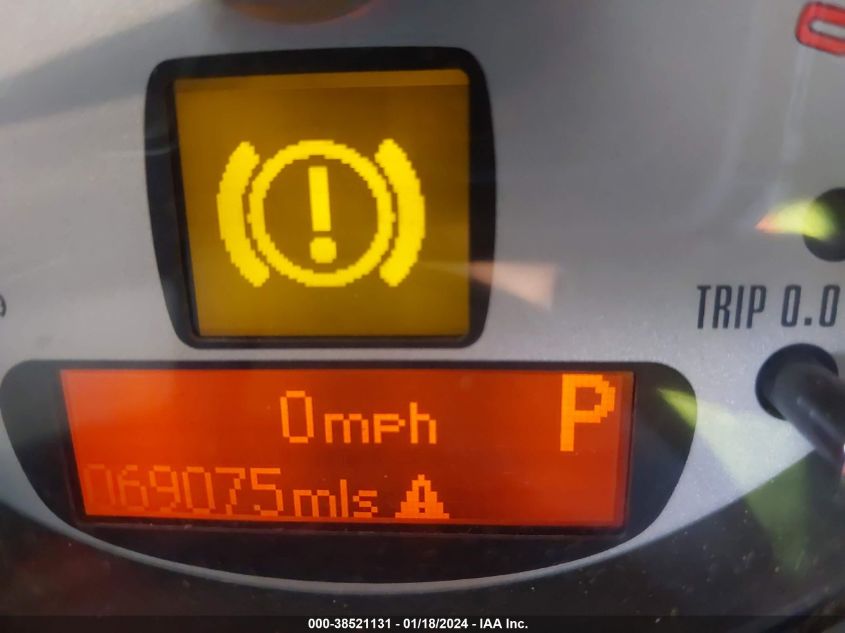 !
TRIP 0.0
0mph P
069075mls
000-38521131 - 01/18/2024 - IAA Inc.